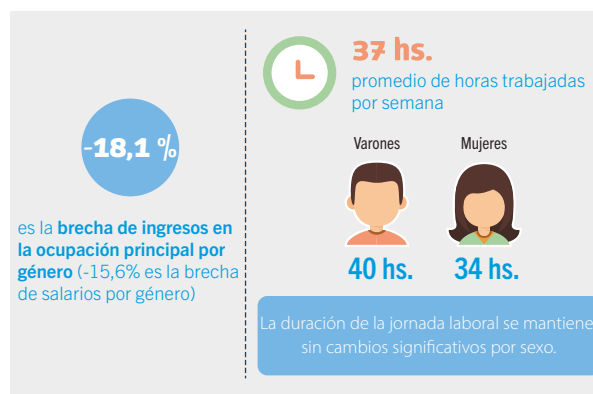 -18,1 %
es la brecha de ingresos en
la ocupación principal por
género (-15,6% es la brecha
de salarios por género)
37 hs.
promedio de horas trabajadas
por semana
Varones
Mujeres
40 hs.
34 hs.
La duración de la jornada laboral se mantiene
sin cambios significativos por sexo.